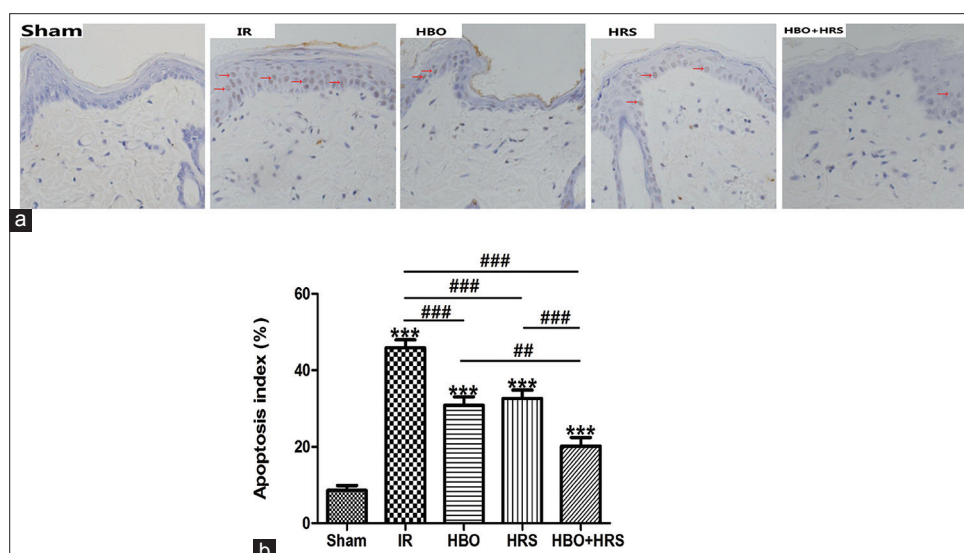 Sham IR HBO HRS HBO+HRS
a
###
###
### ###
##
60
40
20
0
Apoptosis index (%)
*** *** *** ***
Sham IR HBO HRS HBO+HRS
b